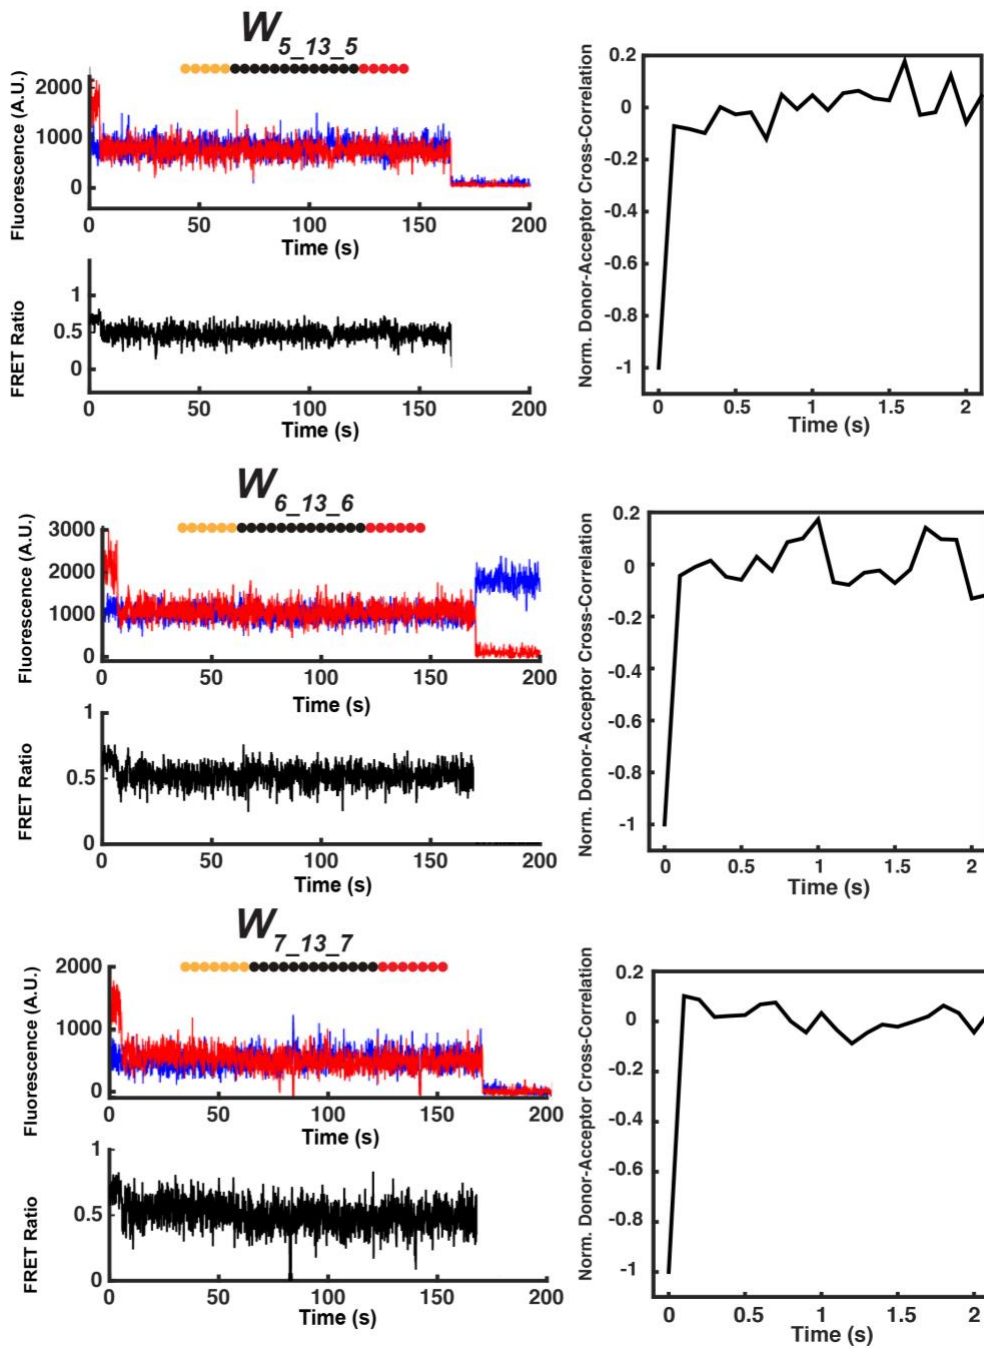 W5_13_5
Fluorescence (A.U.)
2000
1000
0
0 50 100 150 200
Time (s)
FRET Ratio
1
0.5
0
0 50 100 150 200
Time (s)
Norm. Donor-Acceptor Cross-Correlation
0.2
0
-0.2
-0.4
-0.6
-0.8
-1
0 0.5 1 1.5 2
Time (s)
W6_13_6
Fluorescence (A.U.)
3000
2000
1000
0
0 50 100 150 200
Time (s)
FRET Ratio
1
0.5
0
0 50 100 150 200
Time (s)
Norm. Donor-Acceptor Cross-Correlation
0.2
0
-0.2
-0.4
-0.6
-0.8
-1
0 0.5 1 1.5 2
Time (s)
W7_13_7
Fluorescence (A.U.)
2000
1000
0
0 50 100 150 200
Time (s)
FRET Ratio
1
0.5
0
0 50 100 150 200
Time (s)
Norm. Donor-Acceptor Cross-Correlation
0.2
0
-0.2
-0.4
-0.6
-0.8
-1
0 0.5 1 1.5 2
Time (s)